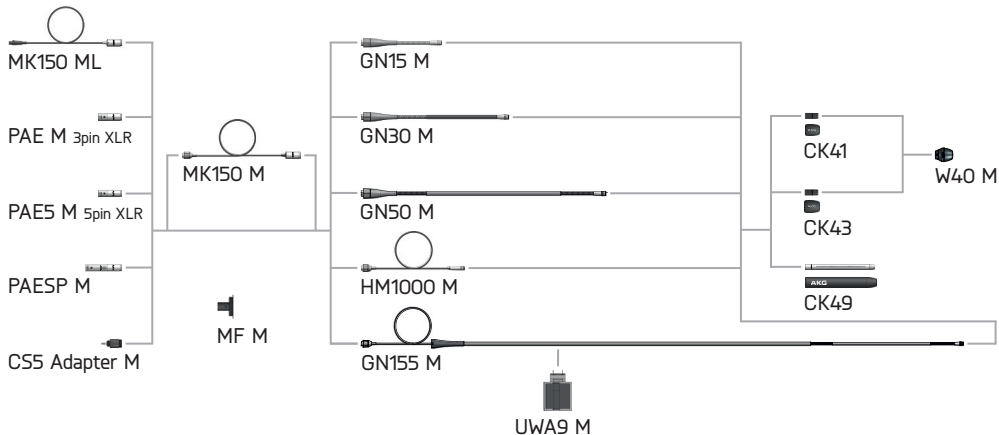 MK150 ML
PAE M 3pin XLR
PAE5 M 5pin XLR
PAESP M
CS5 Adapter M
MK150 M
MF M
GN15 M
GN30 M
GN50 M
HM1000 M
GN155 M
UWA9 M
CK41
CK43
AKG
CK49
W40 M